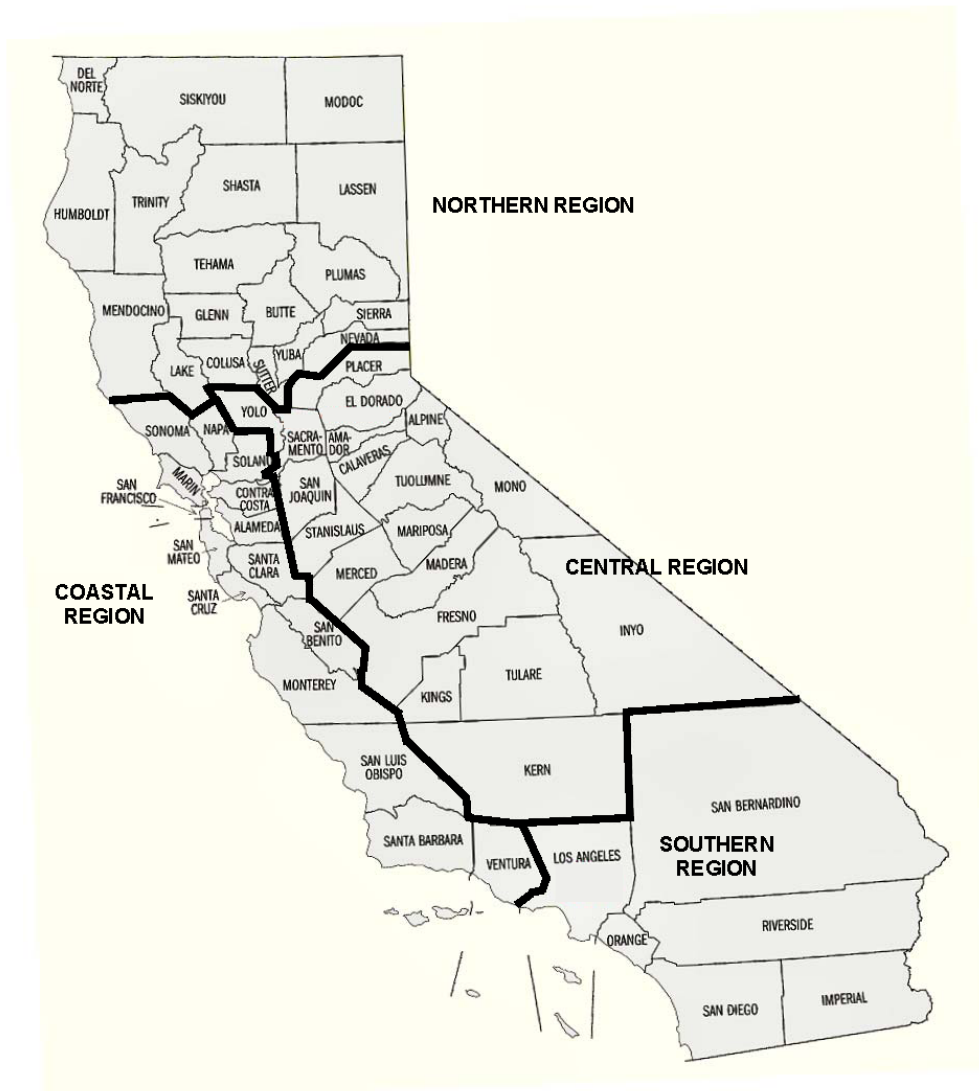 DEL
NORTE
SISKIYOU
MODOC
HUMBOLDT
TRINITY
SHASTA
LASSEN
NORTHERN REGION
TEHAMA
PLUMAS
MENDOCINO
GLENN
BUTTE
SIERRA
LAKE
COLUSA
SUTTER
YUBA
NEVADA
PLACER
SONOMA
NAPA
YOLO
EL DORADO
SOLANO
SACRA-
MENTO
AMA-
DOR
ALPINE
CALAVERAS
MARIN
SAN
FRANCISCO
CONTRA
COSTA
SAN
JOAQUIN
TUOLUMNE
MONO
ALAMEDA
STANISLAUS
MARIPOSA
SAN
MATEO
SANTA
CLARA
MERCED
MADERA
CENTRAL REGION
COASTAL
REGION
SANTA
CRUZ
SAN
BENITO
FRESNO
INYO
MONTEREY
KINGS
TULARE
SAN LUIS
OBISPO
KERN
SAN BERNARDINO
SANTA BARBARA
VENTURA
LOS ANGELES
SOUTHERN
REGION
ORANGE
RIVERSIDE
SAN DIEGO
IMPERIAL